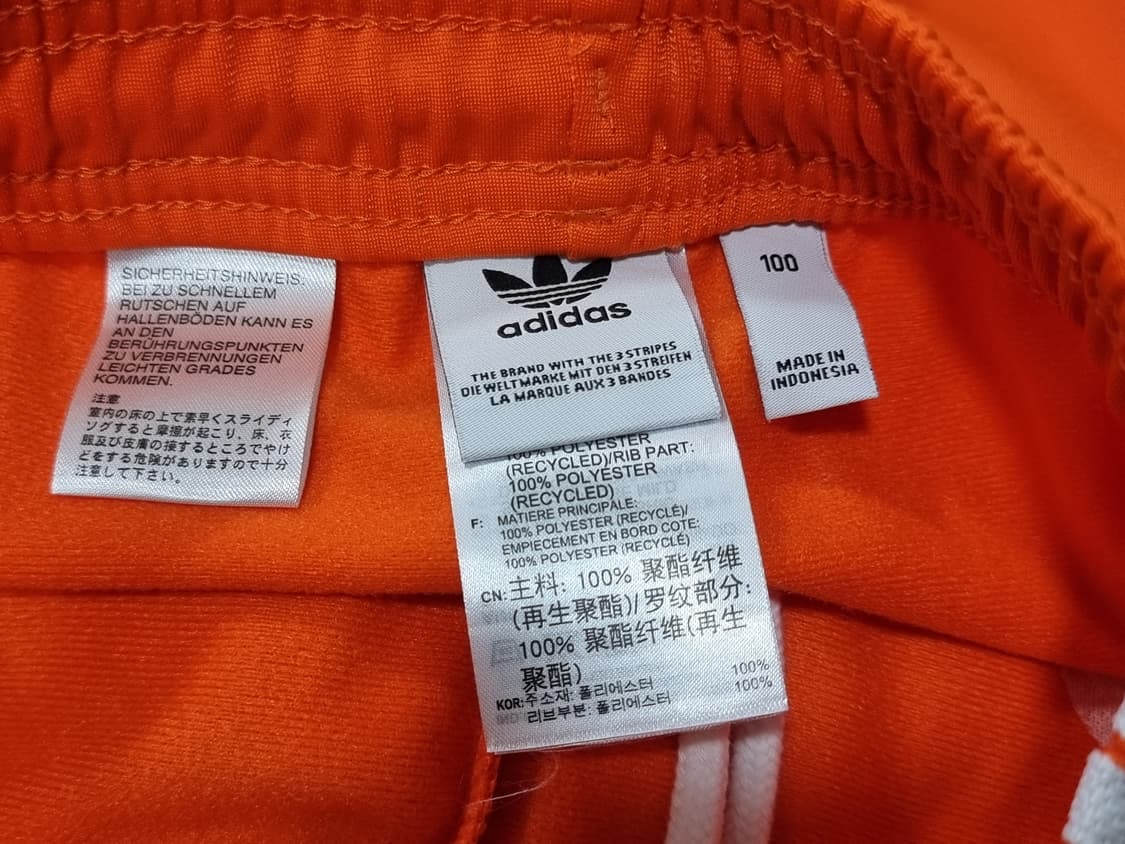 SICHERHEITSHINWEIS:
BEI ZU SCHNELLEM
RUTSCHEN AUF
HALLENBÖDEN KANN ES
AN DEN
BERÜHRUNGSPUNKTEN
ZU VERBRENNUNGEN
LEICHTEN GRADES
KOMMEN.
注意
室内の床の上で素早くスライディ
ングすると摩擦が起こり、床、衣
服及び皮膚の接するところでやけ
どをする危険がありますので十分
注意して下さい。
adidas
THE BRAND WITH THE 3 STRIPES
DIE WELTMARKE MIT DEN 3 STREIFEN
LA MARQUE AUX 3 BANDES
100% POLYESTER
(RECYCLED)/RIB PART:
100% POLYESTER
(RECYCLED)
F: MATIERE PRINCIPALE:
100% POLYESTER (RECYCLÉ)/
EMPIECEMENT EN BORD COTE:
100% POLYESTER (RECYCLÉ)
CN: 主料: 100% 聚酯纤维
(再生聚酯)/ 罗纹部分:
100% 聚酯纤维(再生
聚酯)
KOR: 주소재: 폴리에스터 100%
리브부분: 폴리에스터 100%
100
MADE IN
INDONESIA